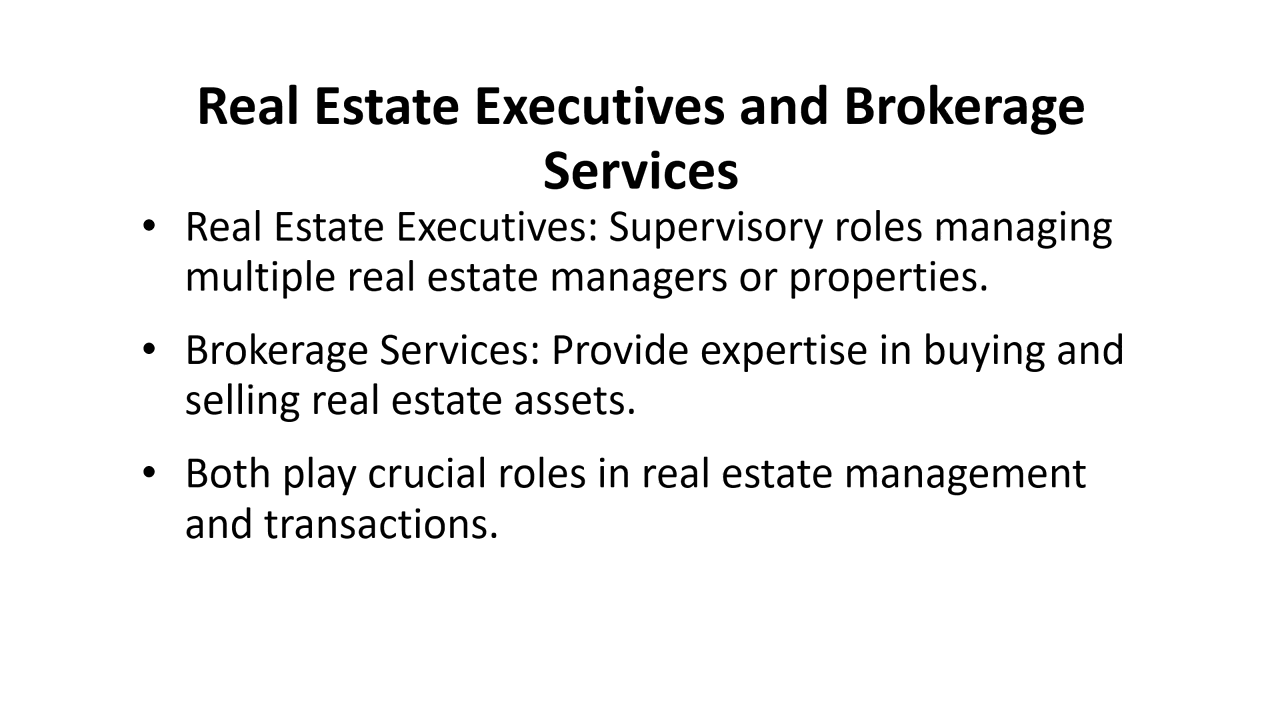 Real Estate Executives and Brokerage
Services
• Real Estate Executives: Supervisory roles managing
multiple real estate managers or properties.
• Brokerage Services: Provide expertise in buying and
selling real estate assets.
• Both play crucial roles in real estate management
and transactions.